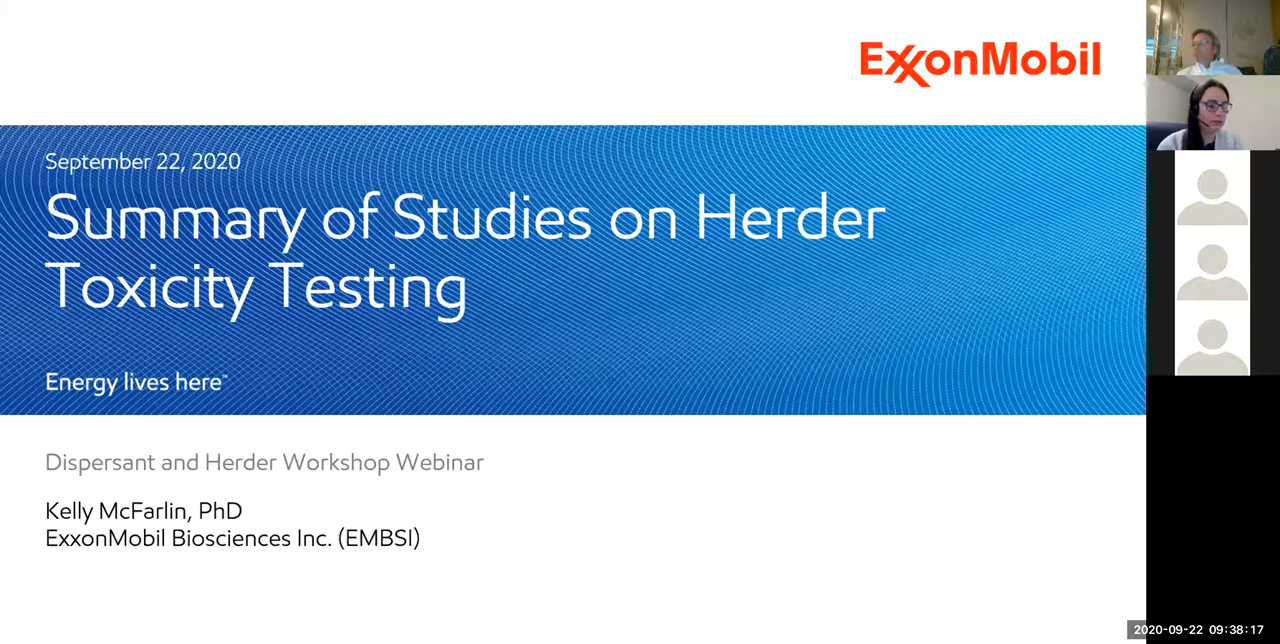 ExxonMobil
September 22, 2020
Summary of Studies on Herder
Toxicity Testing
Energy lives here™
Dispersant and Herder Workshop Webinar
Kelly McFarlin, PhD
ExxonMobil Biosciences Inc. (EMBSI)
2020-09-22 09:38:17